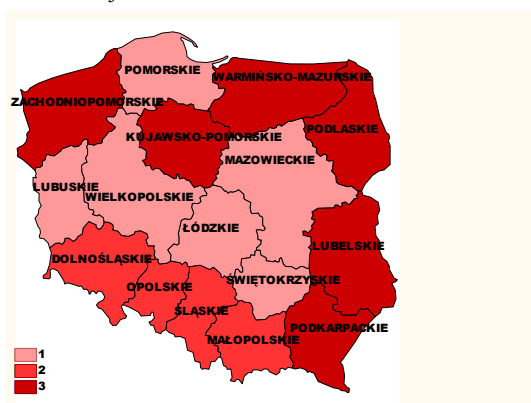 POMORSKIE
WARMIŃSKO-MAZURSKIE
ZACHODNIOPOMORSKIE
KUJAWSKO-POMORSKIE
PODLASKIE
MAZOWIECKIE
LUBUSKIE
WIELKOPOLSKIE
ŁÓDZKIE
LUBELSKIE
DOLNOŚLĄSKIE
ŚWIĘTOKRZYSKIE
OPOLSKIE
ŚLĄSKIE
PODKARPACKIE
MAŁOPOLSKIE
1
2
3